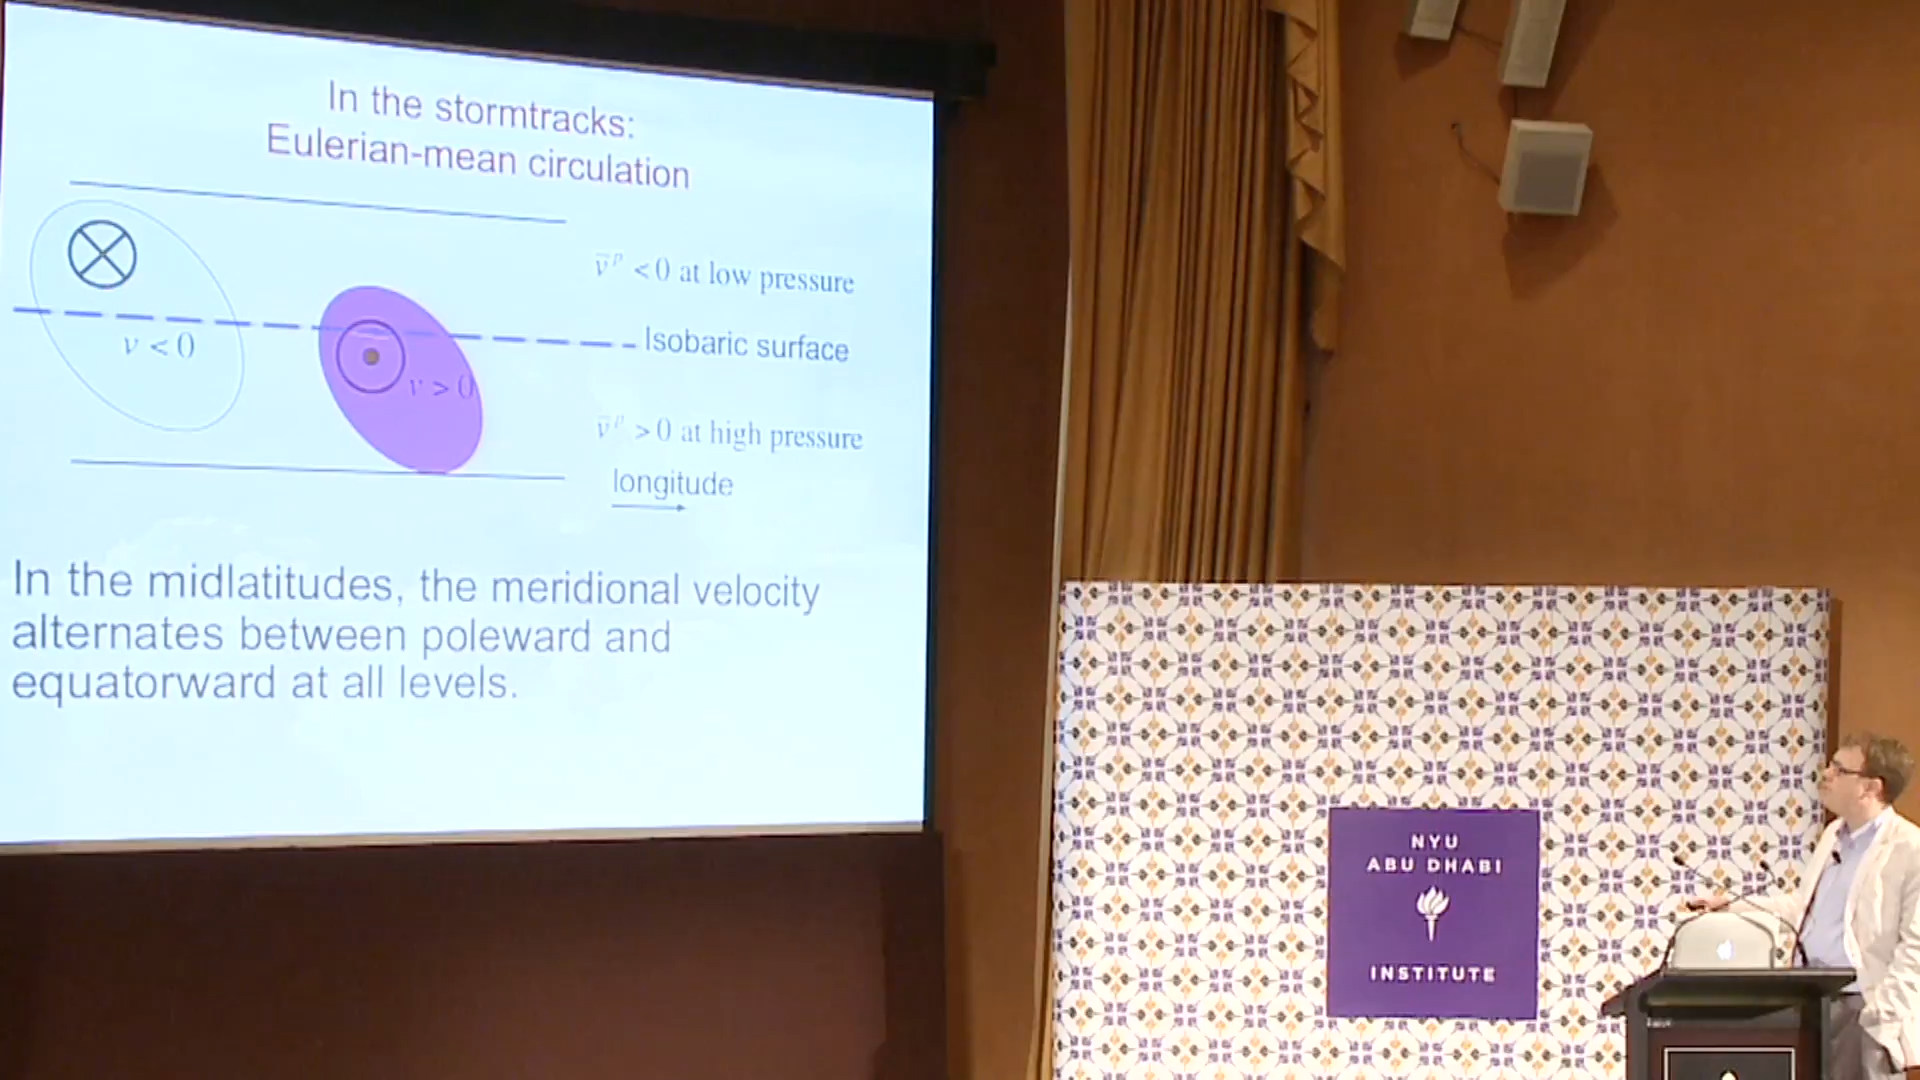 In the stormtracks:
Eulerian-mean circulation
v̄ᵖ < 0 at low pressure
Isobaric surface
v < 0
v > 0
v̄ᵖ > 0 at high pressure
longitude
In the midlatitudes, the meridional velocity
alternates between poleward and
equatorward at all levels.
NYU
ABU DHABI
INSTITUTE